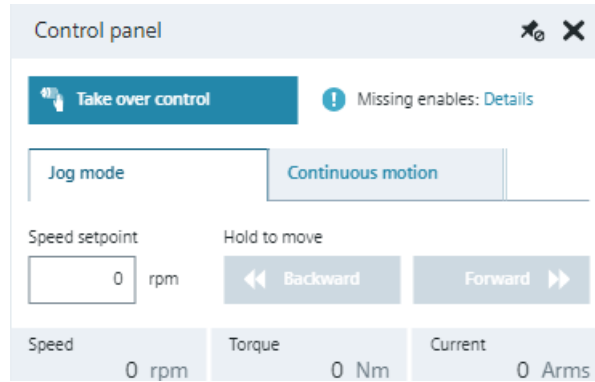 Control panel
Take over control
Missing enables: Details
Jog mode
Continuous motion
Speed setpoint
Hold to move
0 rpm
Backward
Forward
Speed
Torque
Current
0 rpm
0 Nm
0 Arms